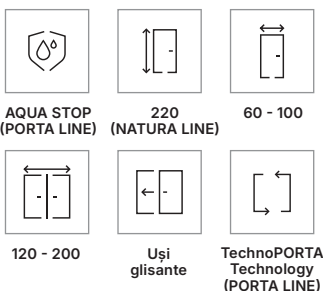 AQUA STOP
(PORTA LINE)
220
(NATURA LINE)
60 - 100
120 - 200
Uși
glisante
TechnoPORTA
Technology
(PORTA LINE)